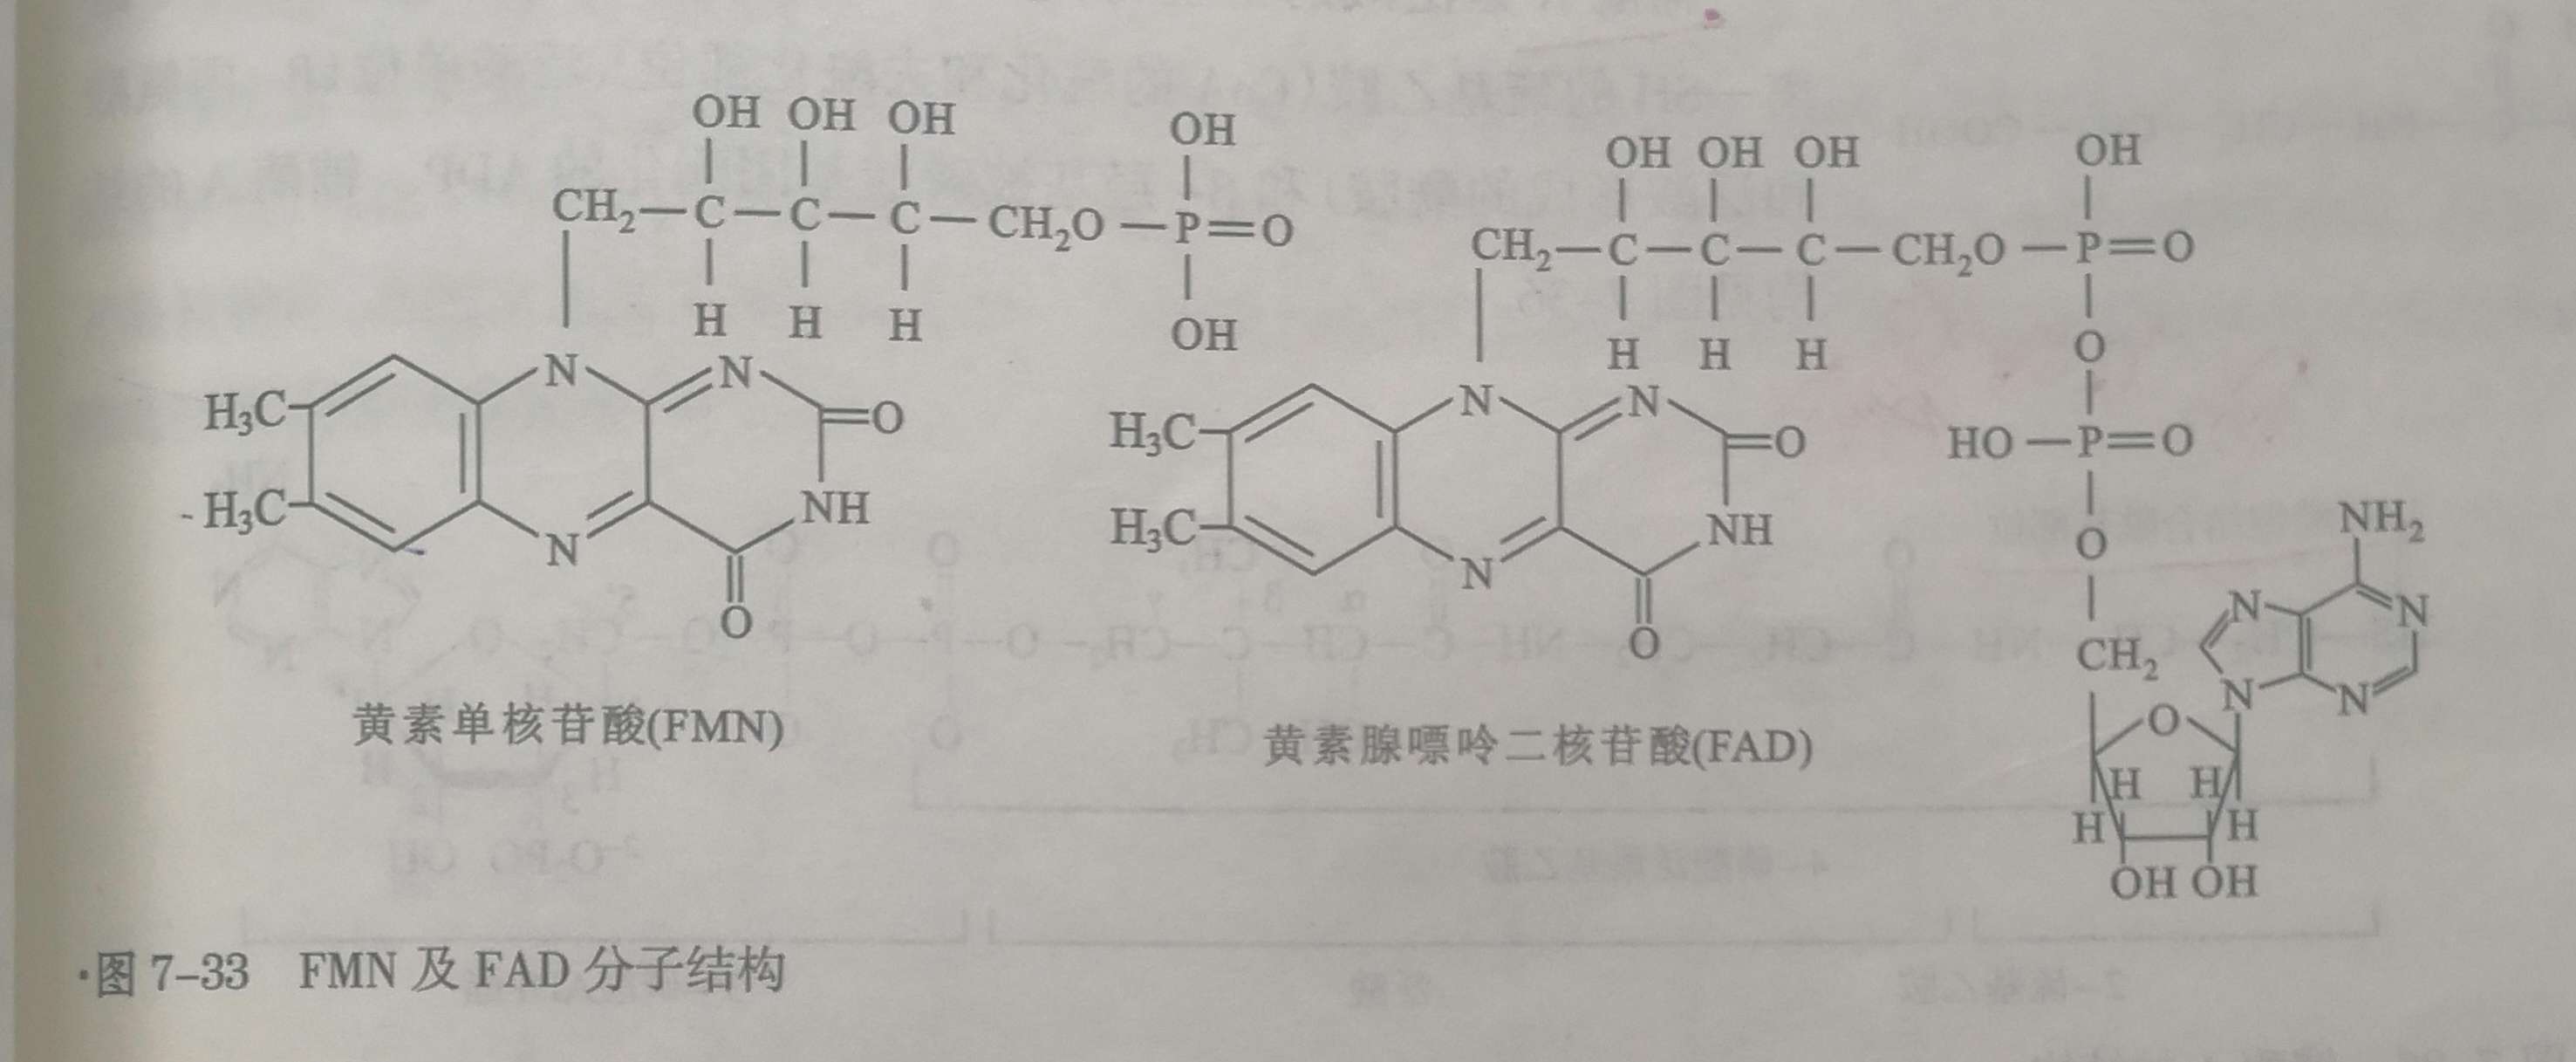 OH OH OH OH
CH₂—C—C—C—CH₂O—P=O
H H H OH
N N
H₃C O
H₃C NH
N
O
黄素单核苷酸(FMN)
OH OH OH OH
CH₂—C—C—C—CH₂O—P=O
H H H O
N N
H₃C O HO—P=O
H₃C NH
N O
O CH₂
NH₂
N N
N N
O
H H
H H
OH OH
黄素腺嘌呤二核苷酸(FAD)
·图 7-33 FMN 及 FAD 分子结构